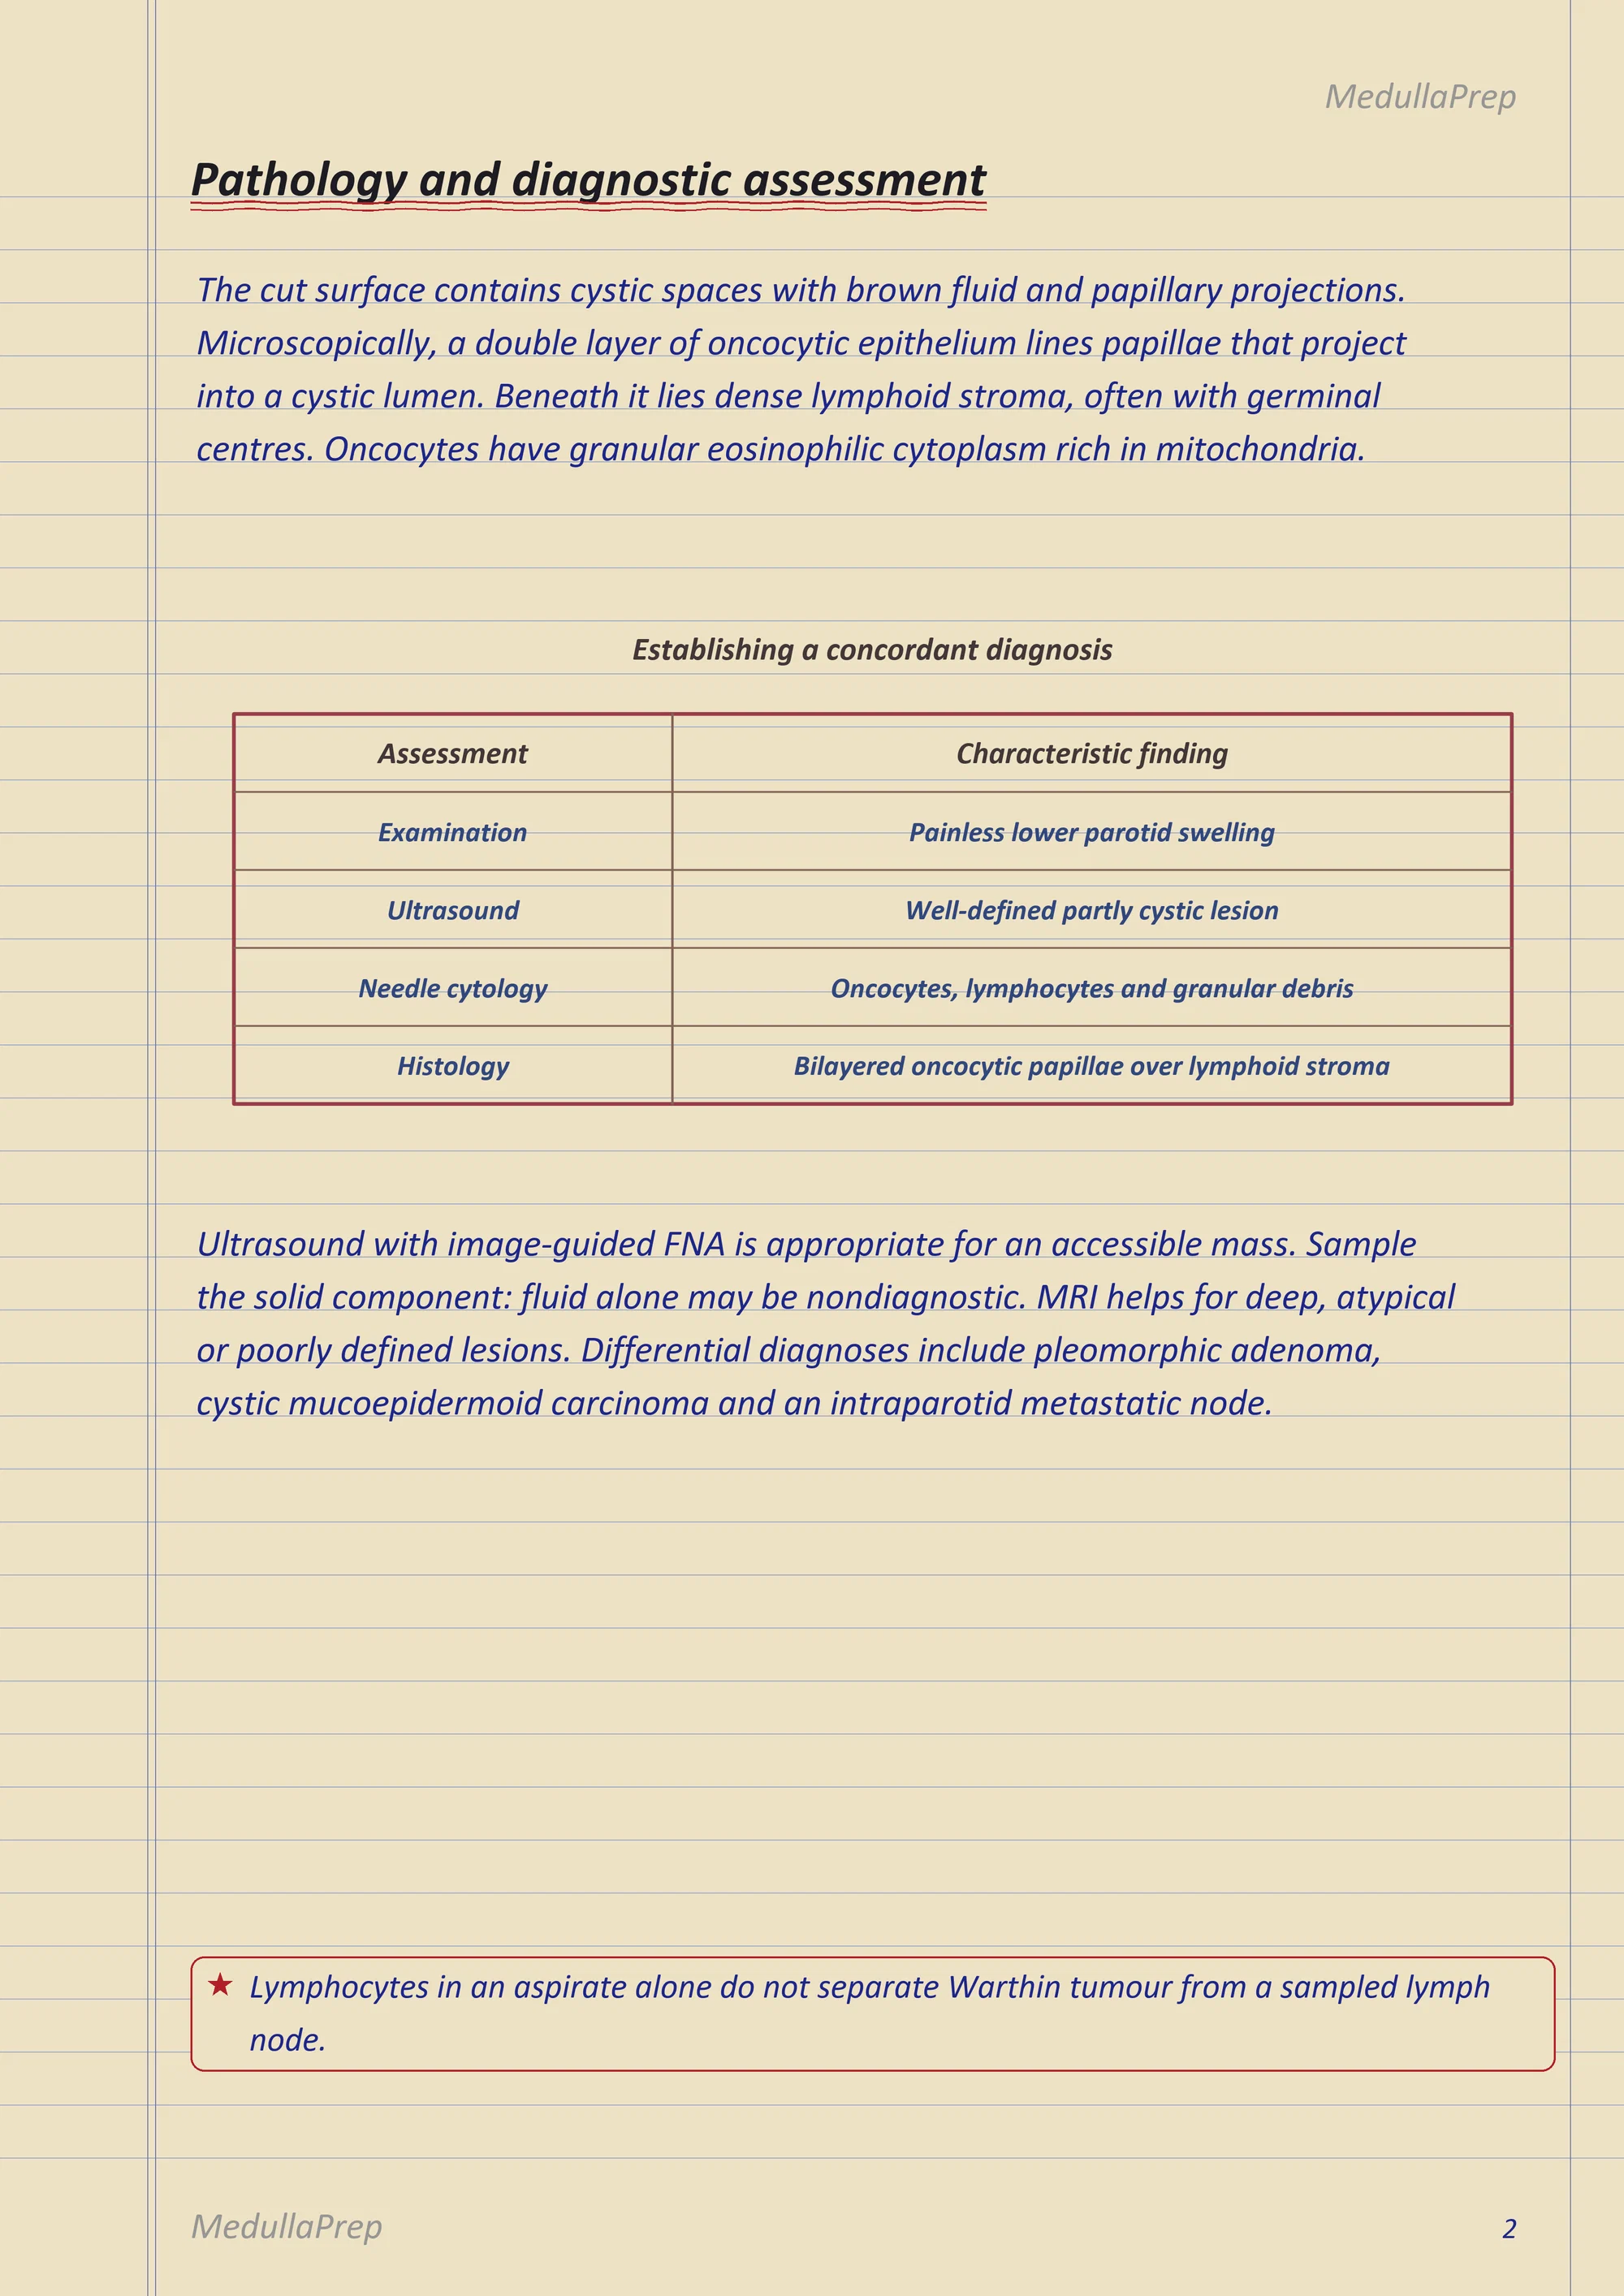 MedullaPrep
Pathology and diagnostic assessment
The cut surface contains cystic spaces with brown fluid and papillary projections.
Microscopically, a double layer of oncocytic epithelium lines papillae that project
into a cystic lumen. Beneath it lies dense lymphoid stroma, often with germinal
centres. Oncocytes have granular eosinophilic cytoplasm rich in mitochondria.
Establishing a concordant diagnosis
Assessment Characteristic finding
Examination Painless lower parotid swelling
Ultrasound Well-defined partly cystic lesion
Needle cytology Oncocytes, lymphocytes and granular debris
Histology Bilayered oncocytic papillae over lymphoid stroma
Ultrasound with image-guided FNA is appropriate for an accessible mass. Sample
the solid component: fluid alone may be nondiagnostic. MRI helps for deep, atypical
or poorly defined lesions. Differential diagnoses include pleomorphic adenoma,
cystic mucoepidermoid carcinoma and an intraparotid metastatic node.
★ Lymphocytes in an aspirate alone do not separate Warthin tumour from a sampled lymph
node.
MedullaPrep 2